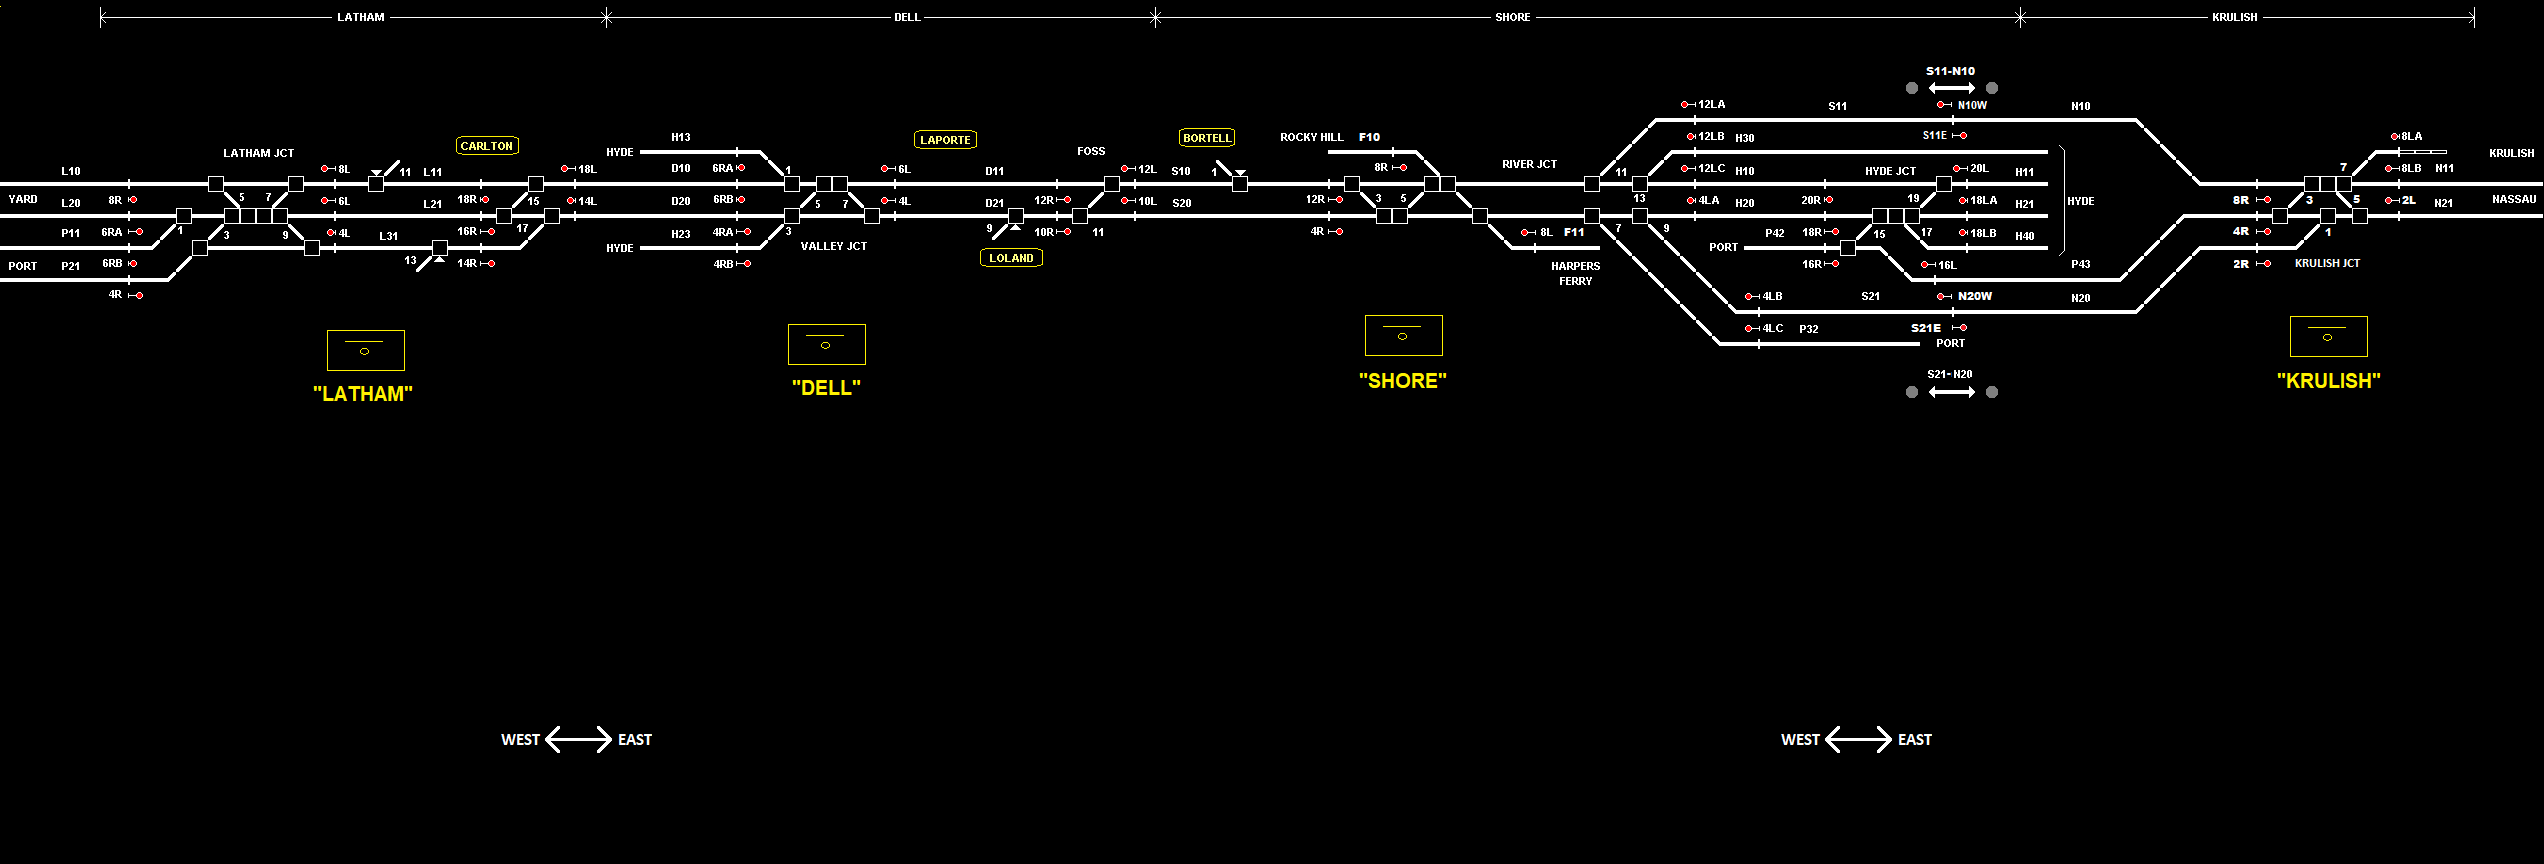 LATHAM DELL SHORE KRULISH
S11-N10
12LA S11 N10W N10
H13 12LB H30 S11E 8LA
CARLTON LAPORTE BORTELL ROCKY HILL F10
HYDE LATHAM JCT FOSS KRULISH
L10 8L 11 L11 18L D10 6RA 1 6L D11 12L S10 1 8R RIVER JCT 11 12LC H10 HYDE JCT 20L H11 7 8LB N11
YARD L20 8R 5 7 6L L21 18R 15 14L D20 6RB 5 7 4L D21 12R 10L S20 12R 3 5 13 4LA H20 20R 19 18LA H21 HYDE 8R 3 5 2L N21 NASSAU
P11 6RA 1 3 9 4L L31 16R 17 H23 4RA 3 9 10R 11 4R 8L F11 7 9 P42 18R 15 17 18LB H40 4R 1
HYDE VALLEY JCT PORT
PORT P21 6RB 13 14R 4RB LOLAND HARPERS 16R 16L P43 2R KRULISH JCT
FERRY
4R 4LB S21 N20W N20
4LC P32 S21E
PORT
S21-N20
"LATHAM" "DELL" "SHORE" "KRULISH"
WEST EAST WEST EAST